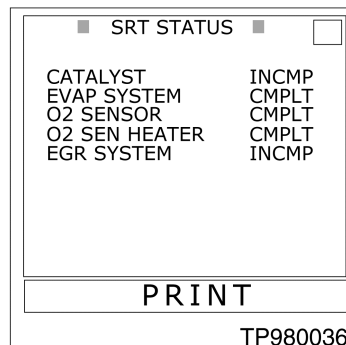 SRT STATUS
CATALYST INCMP
EVAP SYSTEM CMPLT
O2 SENSOR CMPLT
O2 SEN HEATER CMPLT
EGR SYSTEM INCMP
PRINT
TP980036